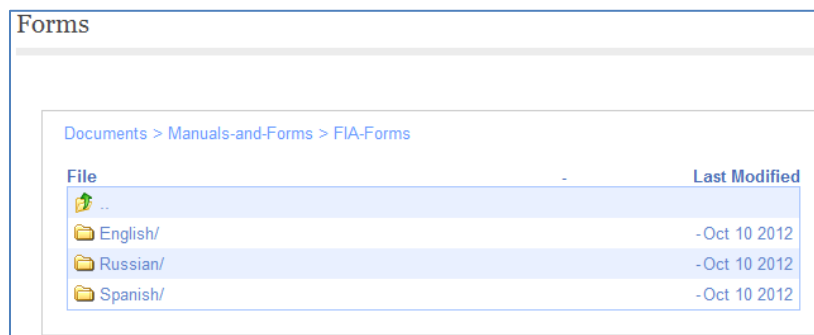 Forms
Documents > Manuals-and-Forms > FIA-Forms
File - Last Modified
..
English/ - Oct 10 2012
Russian/ - Oct 10 2012
Spanish/ - Oct 10 2012